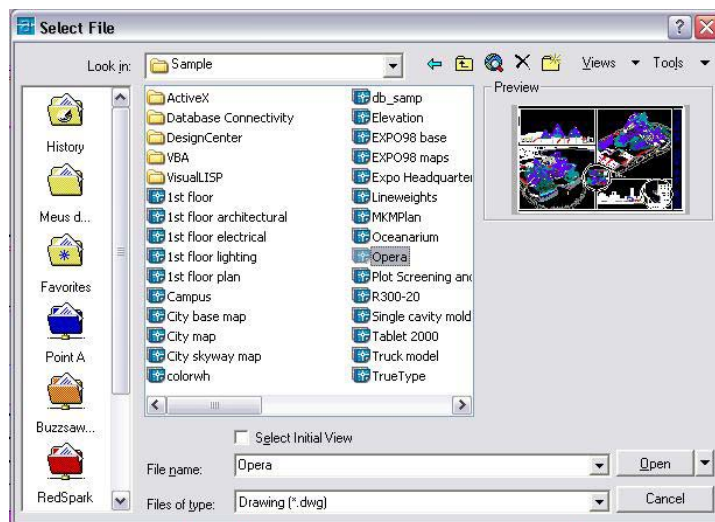 Select File
Look in:
Sample
Views
Tools
History
Meus d...
Favorites
Point A
Buzzsaw...
RedSpark
ActiveX
Database Connectivity
DesignCenter
VBA
VisualLISP
1st floor
1st floor architectural
1st floor electrical
1st floor lighting
1st floor plan
Campus
City base map
City map
City skyway map
colorwh
db_samp
Elevation
EXPO98 base
EXPO98 maps
Expo Headquarter
Lineweights
MKMPlan
Oceanarium
Opera
Plot Screening and
R300-20
Single cavity mold
Tablet 2000
Truck model
TrueType
Preview
Select Initial View
File name:
Opera
Open
Files of type:
Drawing (*.dwg)
Cancel